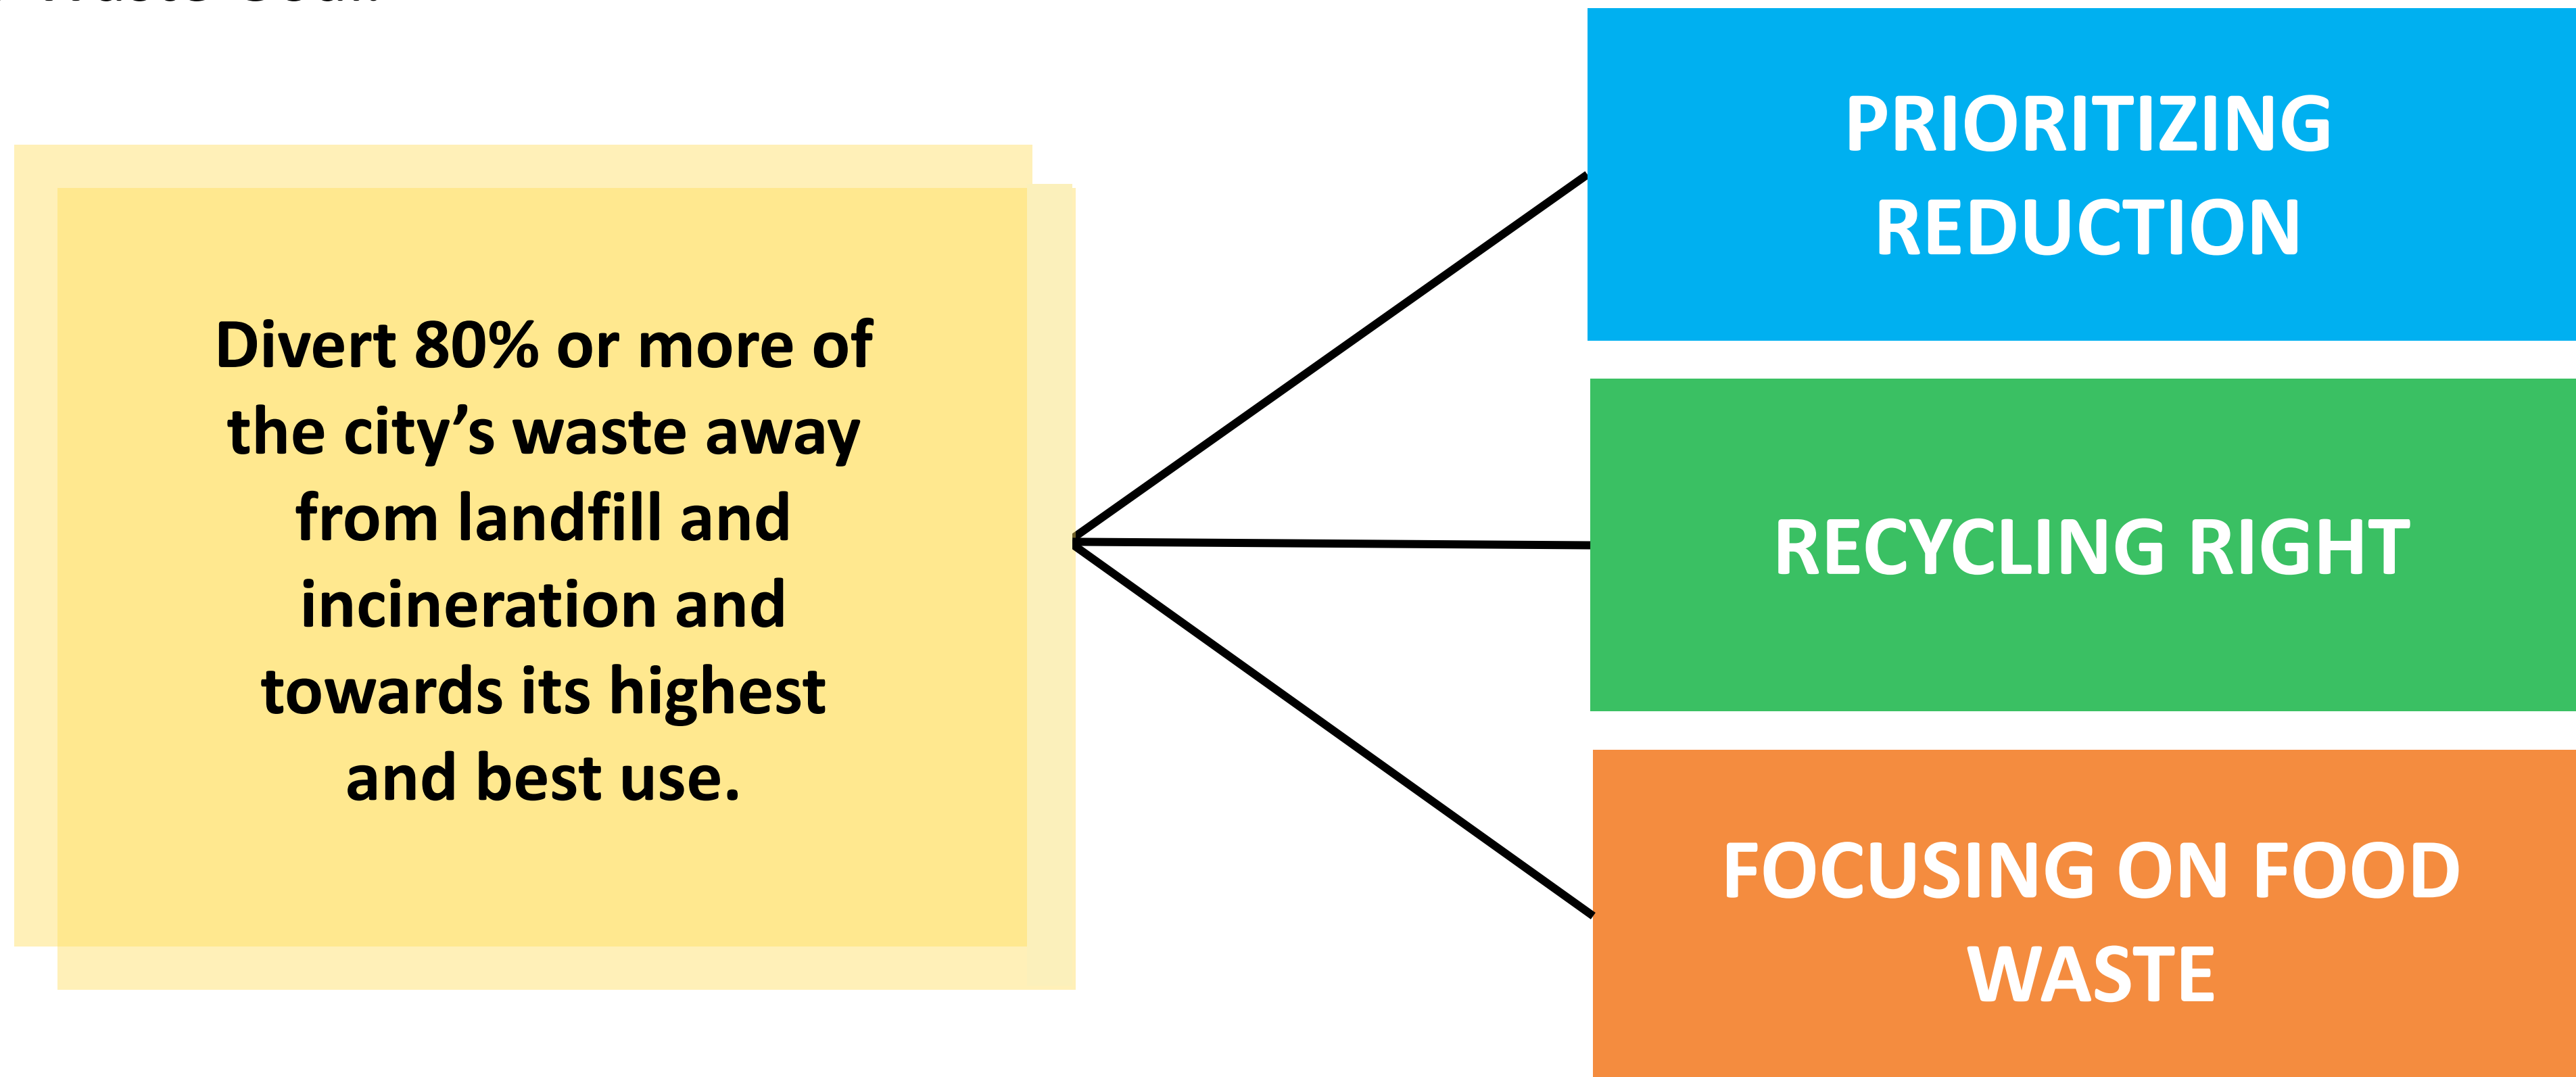 Divert 80% or more of
the city's waste away
from landfill and
incineration and
towards its highest
and best use.
PRIORITIZING
REDUCTION
RECYCLING RIGHT
FOCUSING ON FOOD
WASTE